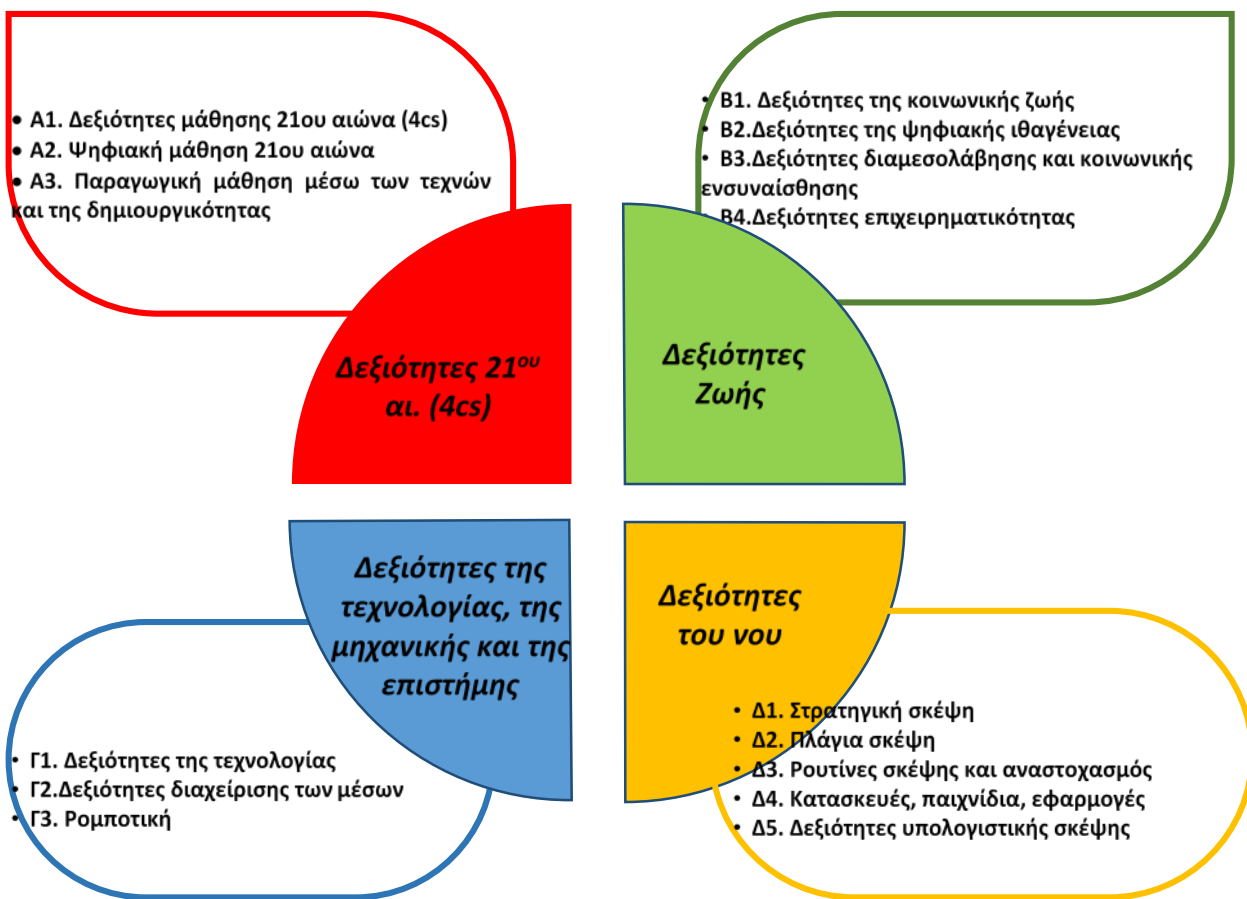 • Α1. Δεξιότητες μάθησης 21ου αιώνα (4cs)
• Α2. Ψηφιακή μάθηση 21ου αιώνα
• Α3. Παραγωγική μάθηση μέσω των τεχνών
και της δημιουργικότητας
• Β1. Δεξιότητες της κοινωνικής ζωής
• Β2.Δεξιότητες της ψηφιακής ιθαγένειας
• Β3.Δεξιότητες διαμεσολάβησης και κοινωνικής
ενσυναίσθησης
• Β4.Δεξιότητες επιχειρηματικότητας
Δεξιότητες 21ου
αι. (4cs)
Δεξιότητες
Ζωής
Δεξιότητες της
τεχνολογίας, της
μηχανικής και της
επιστήμης
Δεξιότητες
του νου
• Γ1. Δεξιότητες της τεχνολογίας
• Γ2.Δεξιότητες διαχείρισης των μέσων
• Γ3. Ρομποτική
• Δ1. Στρατηγική σκέψη
• Δ2. Πλάγια σκέψη
• Δ3. Ρουτίνες σκέψης και αναστοχασμός
• Δ4. Κατασκευές, παιχνίδια, εφαρμογές
• Δ5. Δεξιότητες υπολογιστικής σκέψης